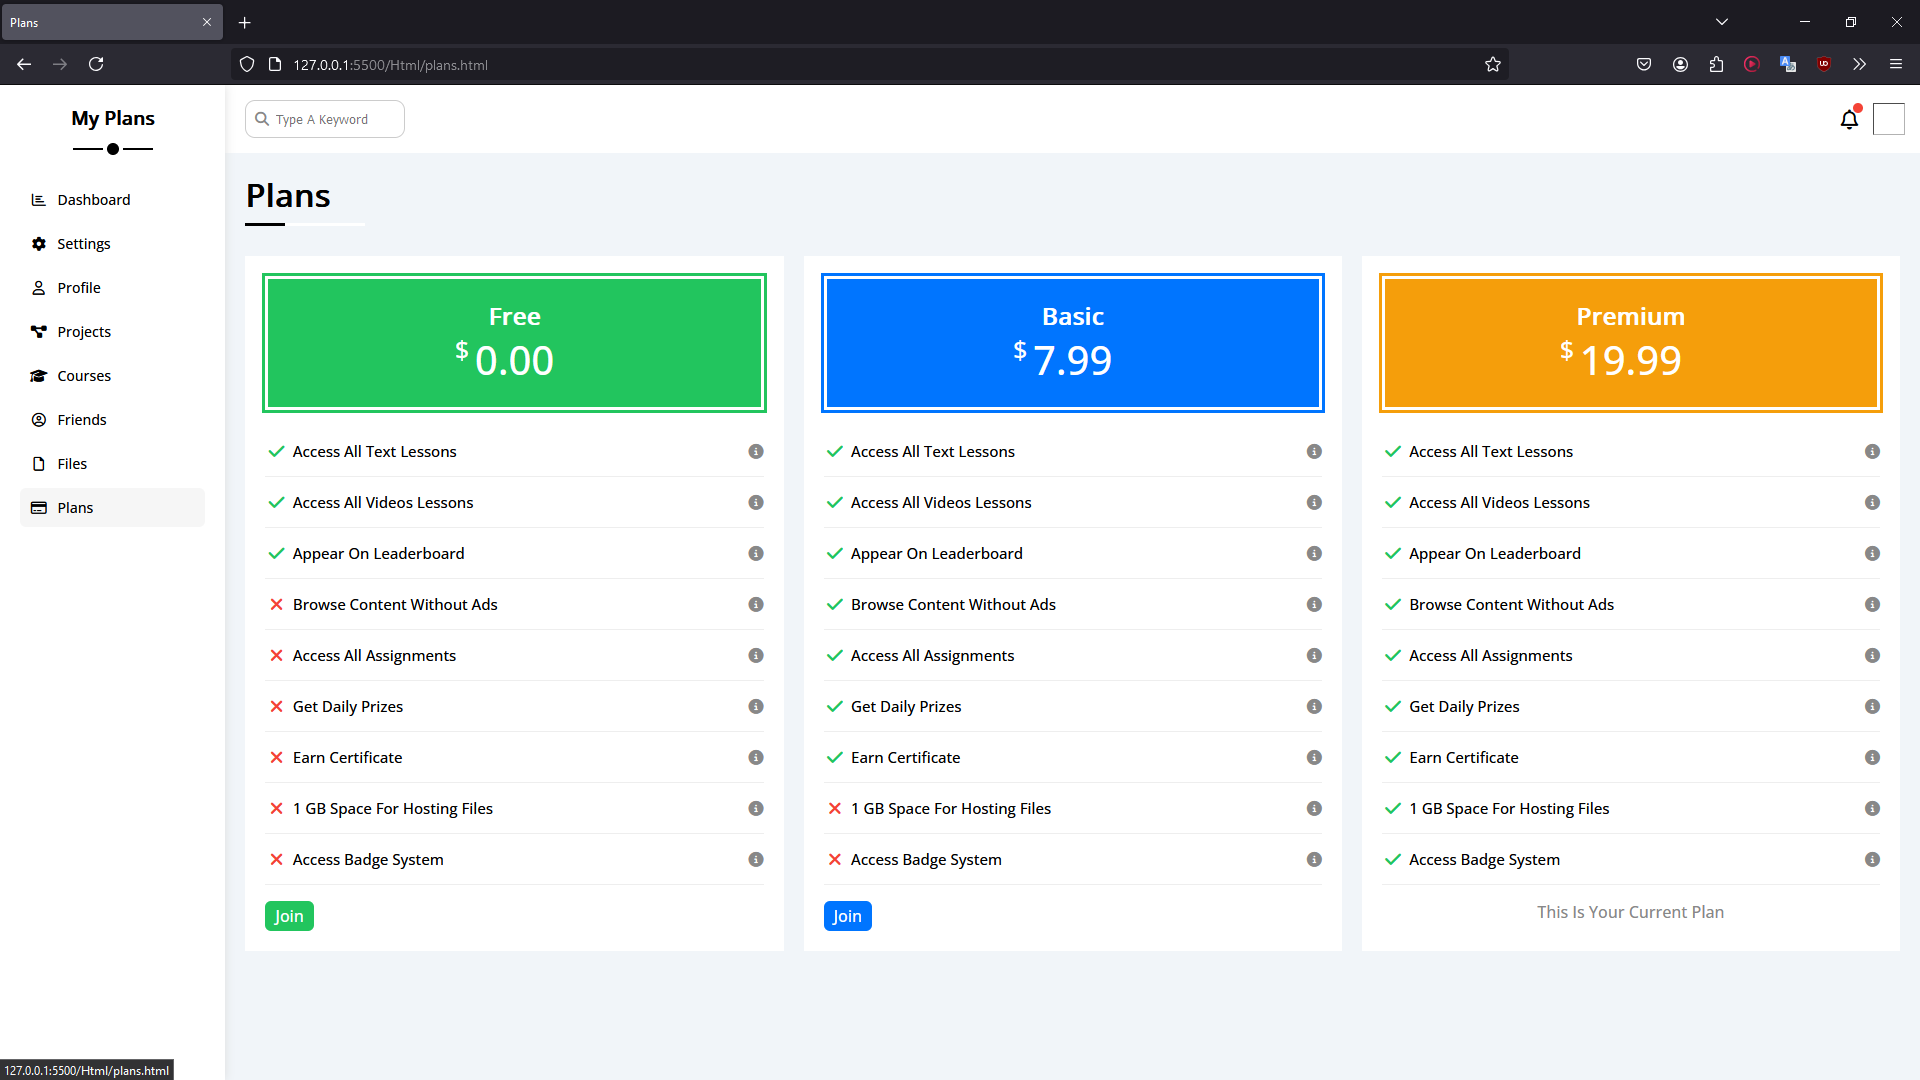 Plans
127.0.0.1:5500/Html/plans.html
My Plans
Dashboard
Settings
Profile
Projects
Courses
Friends
Files
Plans
Type A Keyword
Plans
Free
$ 0.00
Access All Text Lessons
Access All Videos Lessons
Appear On Leaderboard
Browse Content Without Ads
Access All Assignments
Get Daily Prizes
Earn Certificate
1 GB Space For Hosting Files
Access Badge System
Join
Basic
$ 7.99
Access All Text Lessons
Access All Videos Lessons
Appear On Leaderboard
Browse Content Without Ads
Access All Assignments
Get Daily Prizes
Earn Certificate
1 GB Space For Hosting Files
Access Badge System
Join
Premium
$ 19.99
Access All Text Lessons
Access All Videos Lessons
Appear On Leaderboard
Browse Content Without Ads
Access All Assignments
Get Daily Prizes
Earn Certificate
1 GB Space For Hosting Files
Access Badge System
This Is Your Current Plan
127.0.0.1:5500/Html/plans.html